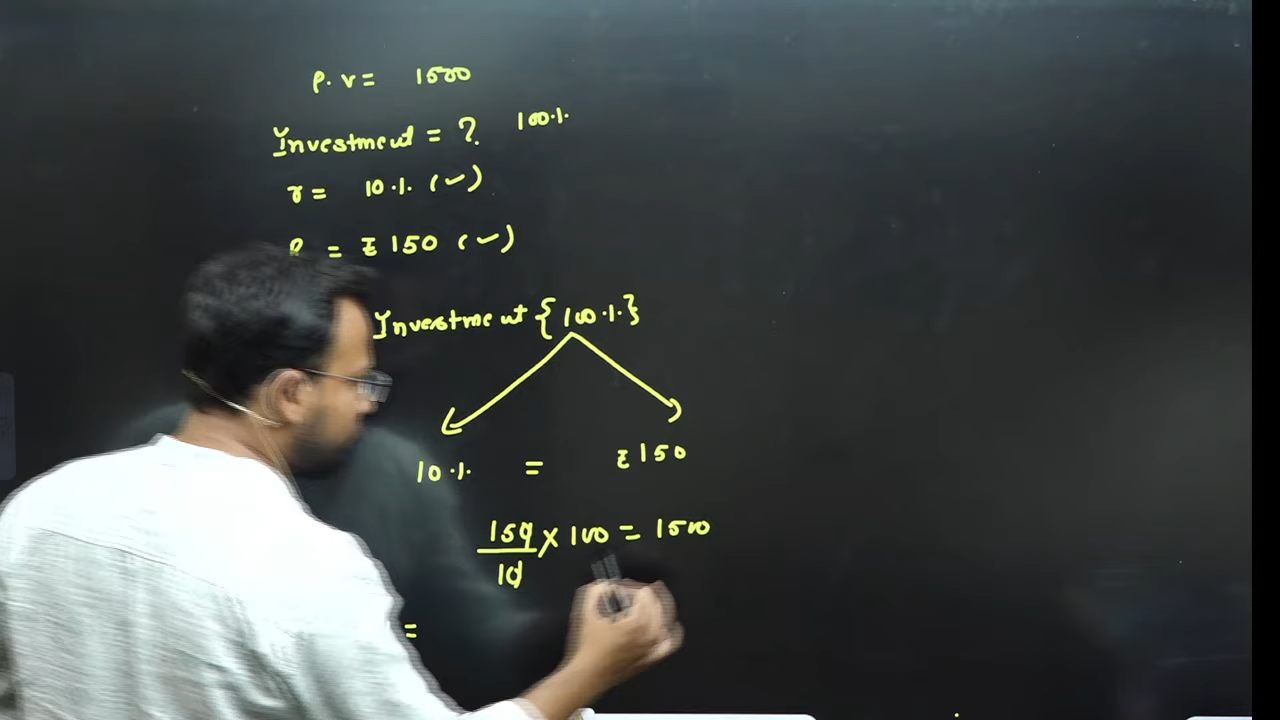 P.V = 1500
Investment = ? 100%
r = 10% (✓)
= ₹150 (✓)
Investment {100%}
10% = ₹150
150/10 × 100 = 1500
=